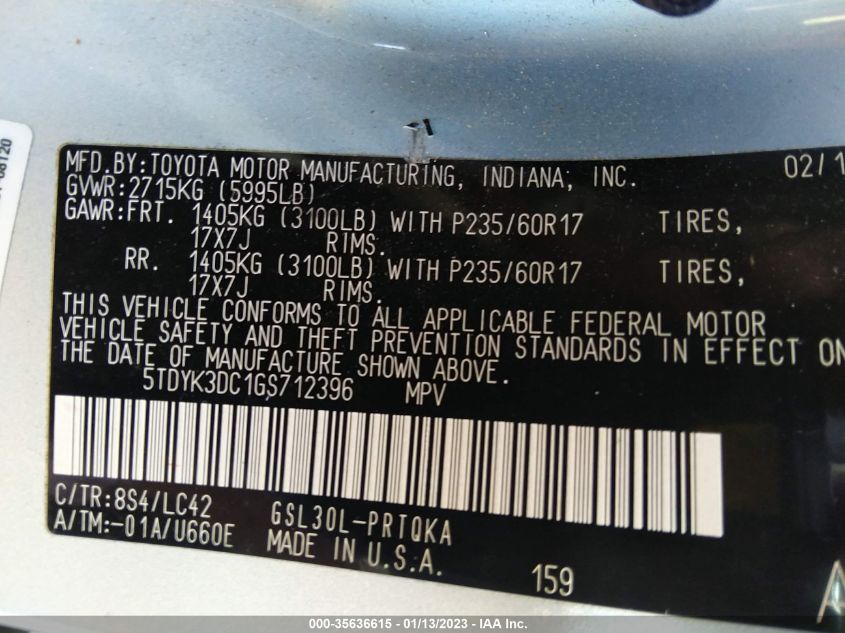 MFD.BY:TOYOTA MOTOR MANUFACTURING, INDIANA, INC. 02/1
GVWR:2715KG (5995LB)
GAWR:FRT. 1405KG (3100LB) WITH P235/60R17 TIRES,
17X7J RIMS.
RR. 1405KG (3100LB) WITH P235/60R17 TIRES,
17X7J RIMS.
THIS VEHICLE CONFORMS TO ALL APPLICABLE FEDERAL MOTOR
VEHICLE SAFETY AND THEFT PREVENTION STANDARDS IN EFFECT ON
THE DATE OF MANUFACTURE SHOWN ABOVE.
5TDYK3DC1GS712396 MPV
C/TR:8S4/LC42 GSL30L-PRTQKA
A/TM:-01A/U660E MADE IN U.S.A.
159
000-35636615 - 01/13/2023 - IAA Inc.